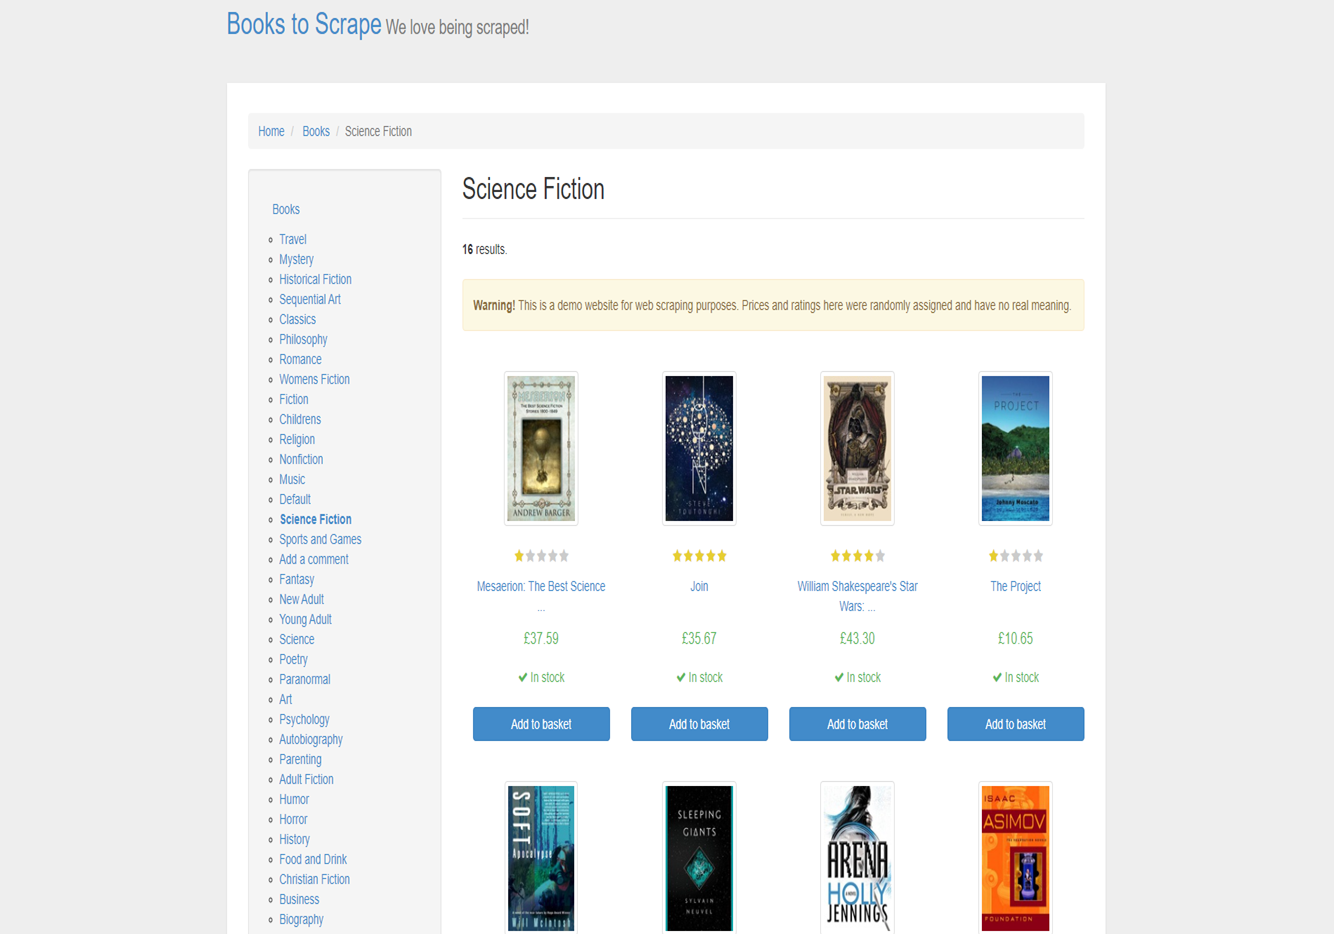 Books to Scrape We love being scraped!
Home / Books / Science Fiction
Books
Travel
Mystery
Historical Fiction
Sequential Art
Classics
Philosophy
Romance
Womens Fiction
Fiction
Childrens
Religion
Nonfiction
Music
Default
Science Fiction
Sports and Games
Add a comment
Fantasy
New Adult
Young Adult
Science
Poetry
Paranormal
Art
Psychology
Autobiography
Parenting
Adult Fiction
Humor
Horror
History
Food and Drink
Christian Fiction
Business
Biography
Science Fiction
16 results.
Warning! This is a demo website for web scraping purposes. Prices and ratings here were randomly assigned and have no real meaning.
MESAERION
THE BEST SCIENCE FICTION
STORIES 1800-1849
ANDREW BARGER
STEVE
TOUTONGHI
STAR WARS
THE
PROJECT
Johnny Moscato
Mesaerion: The Best Science
...
Join
William Shakespeare's Star
Wars: ...
The Project
£37.59
£35.67
£43.30
£10.65
In stock
In stock
In stock
In stock
Add to basket
Add to basket
Add to basket
Add to basket
SOFT
Apocalypse
Will McIntosh
SLEEPING
GIANTS
SYLVAIN
NEUVEL
ARENA
HOLLY
JENNINGS
ISAAC
ASIMOV
FOUNDATION